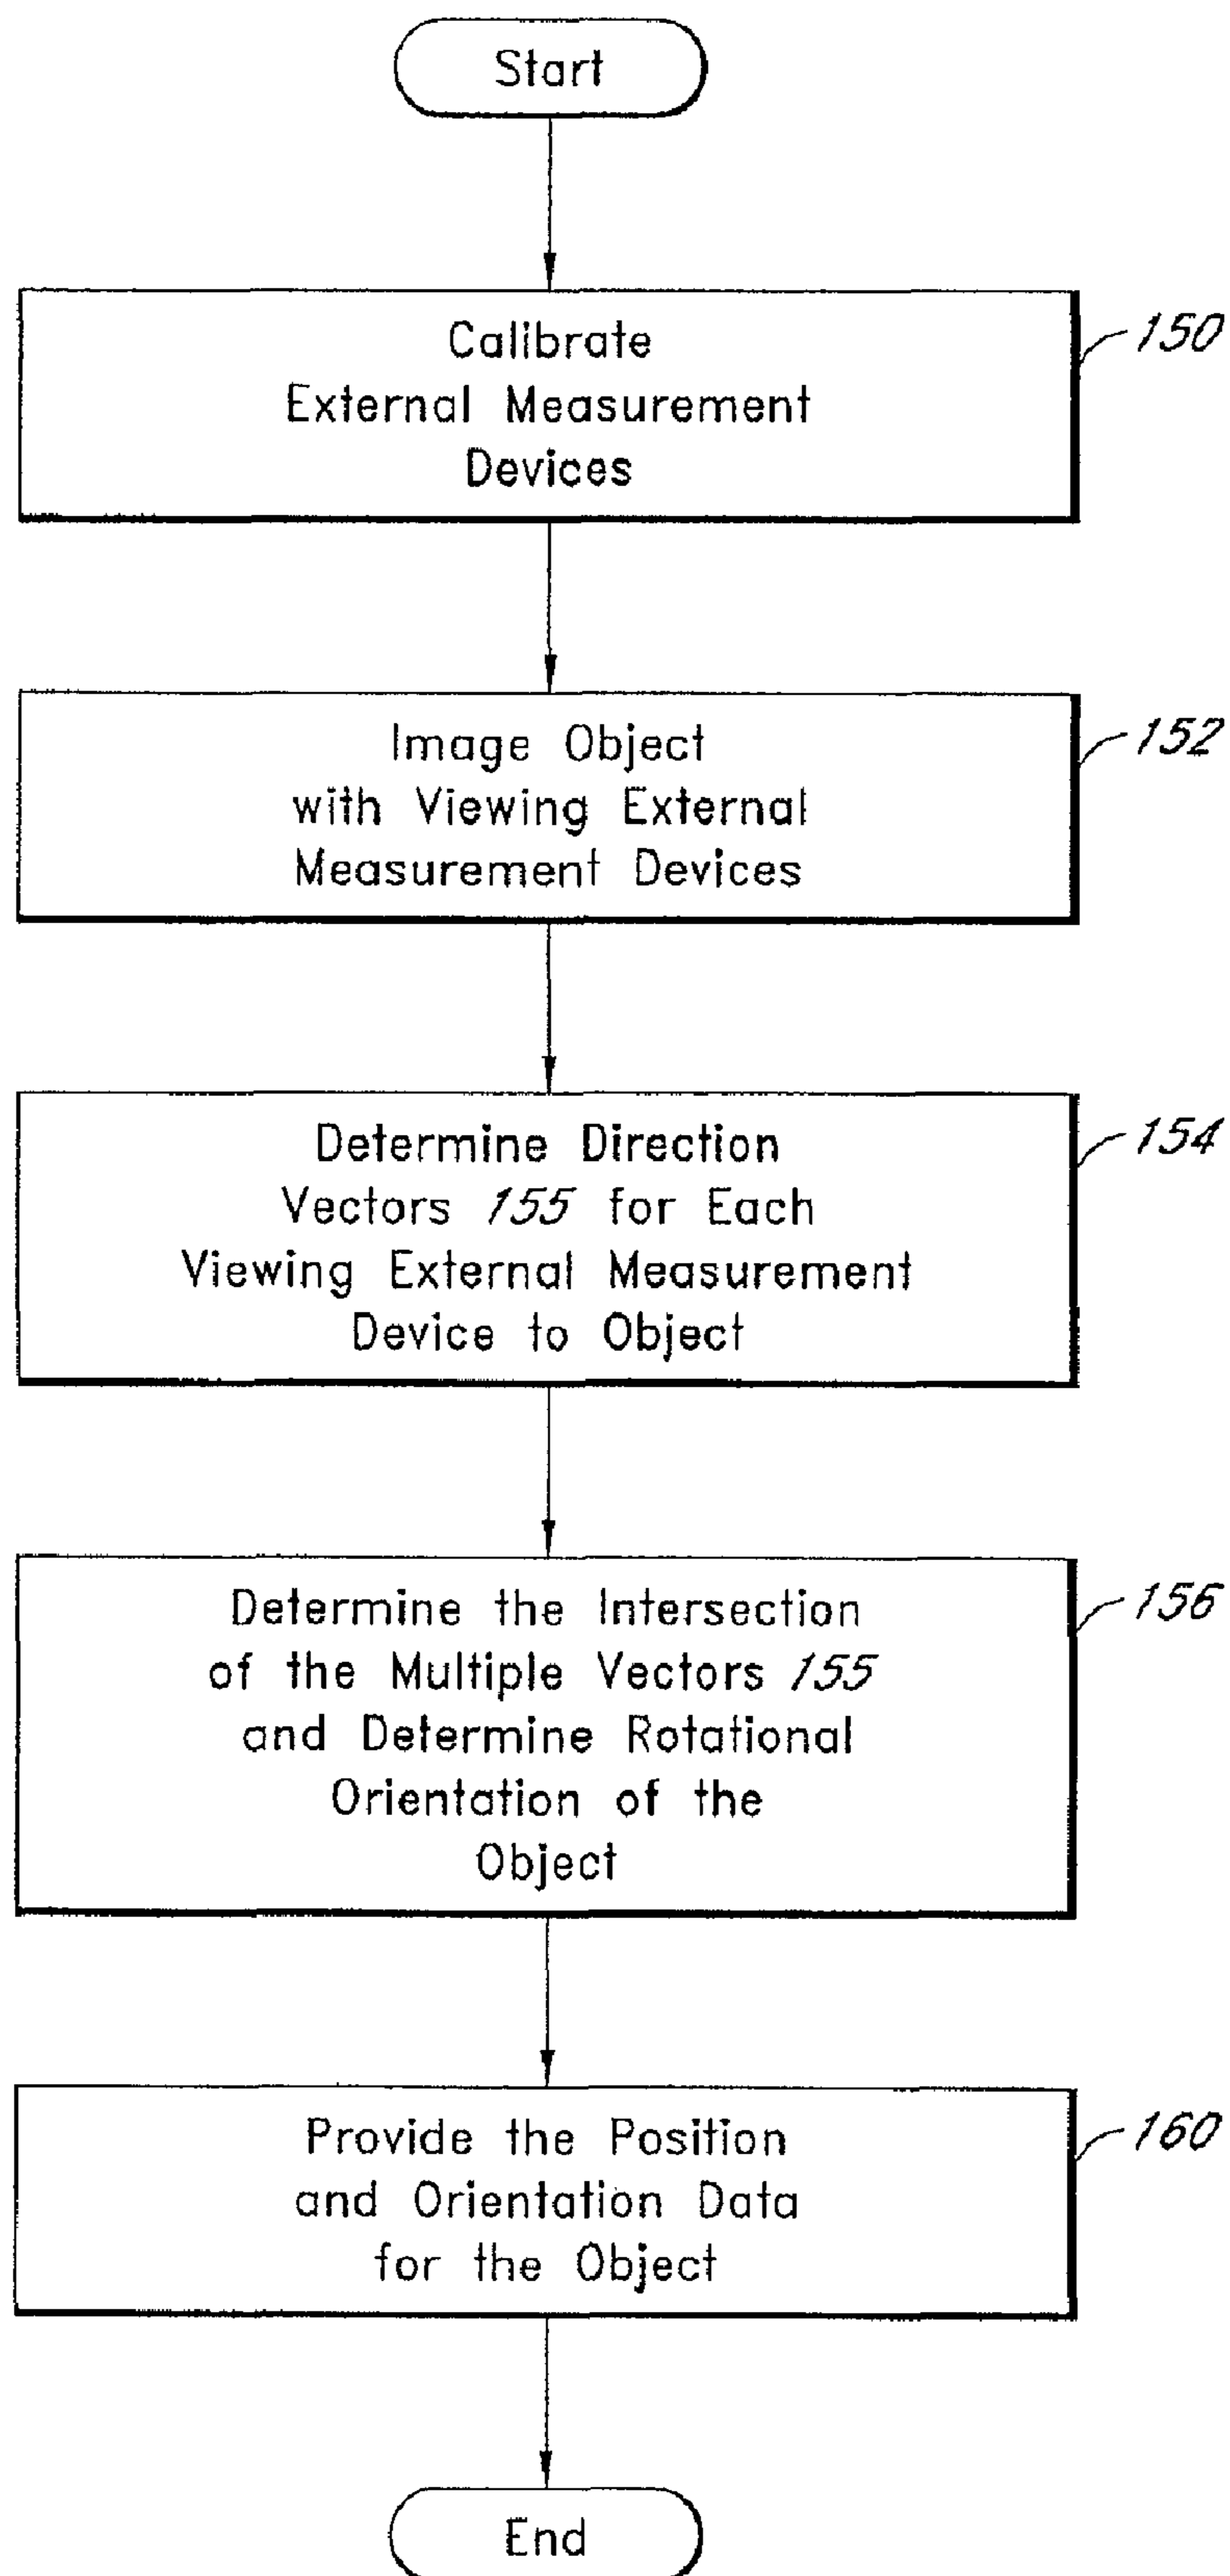 Start
Calibrate
External Measurement
Devices
150
Image Object
with Viewing External
Measurement Devices
152
Determine Direction
Vectors 155 for Each
Viewing External Measurement
Device to Object
154
Determine the Intersection
of the Multiple Vectors 155
and Determine Rotational
Orientation of the
Object
156
Provide the Position
and Orientation Data
for the Object
160
End